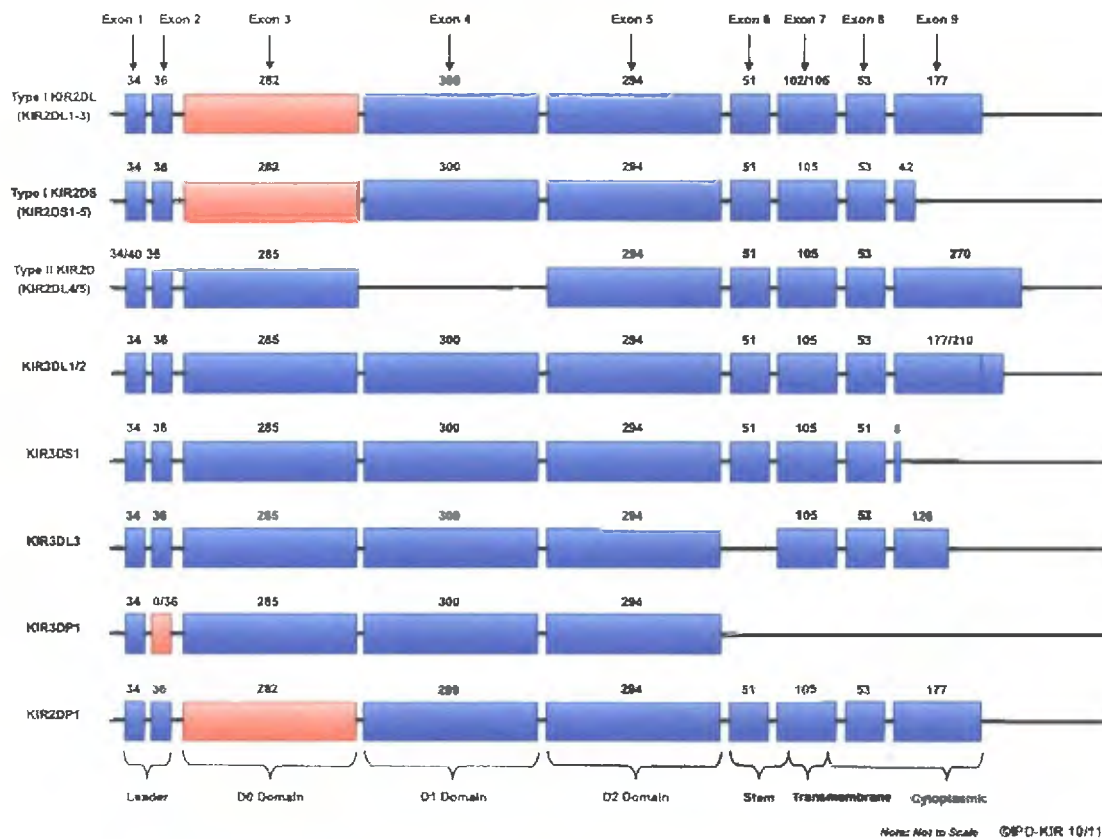 Exon 1 Exon 2 Exon 3 Exon 4 Exon 5 Exon 6 Exon 7 Exon 8 Exon 9
34 36 282 300 294 51 102/105 53 177
Type I KIR2DL
(KIR2DL1-3)
34 36 282 300 294 51 105 53 42
Type I KIR2DS
(KIR2DS1-5)
34/40 36 285 294 51 105 53 270
Type II KIR2D
(KIR2DL4/5)
34 36 285 300 294 51 105 53 177/210
KIR3DL1/2
34 36 285 300 294 51 105 51 8
KIR3DS1
34 36 285 300 294 105 53 126
KIR3DL3
34 0/36 285 300 294
KIR3DP1
34 36 282 294 51 105 53 177
KIR2DP1
Leader D0 Domain D1 Domain D2 Domain Stem Transmembrane Cytoplasmic
Note: Not to Scale ©IPD-KIR 10/11